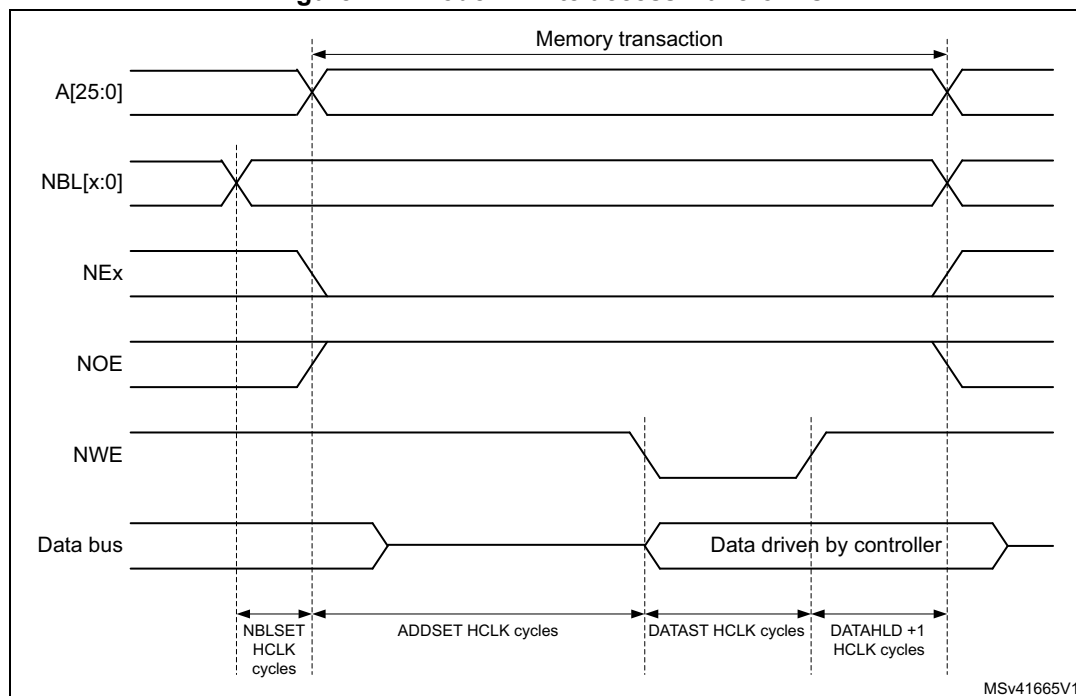 Memory transaction
A[25:0]
NBL[x:0]
NEx
NOE
NWE
Data bus
Data driven by controller
NBLSET
HCLK
cycles
ADDSET HCLK cycles
DATAST HCLK cycles
DATAHLD +1
HCLK cycles
MSv41665V1